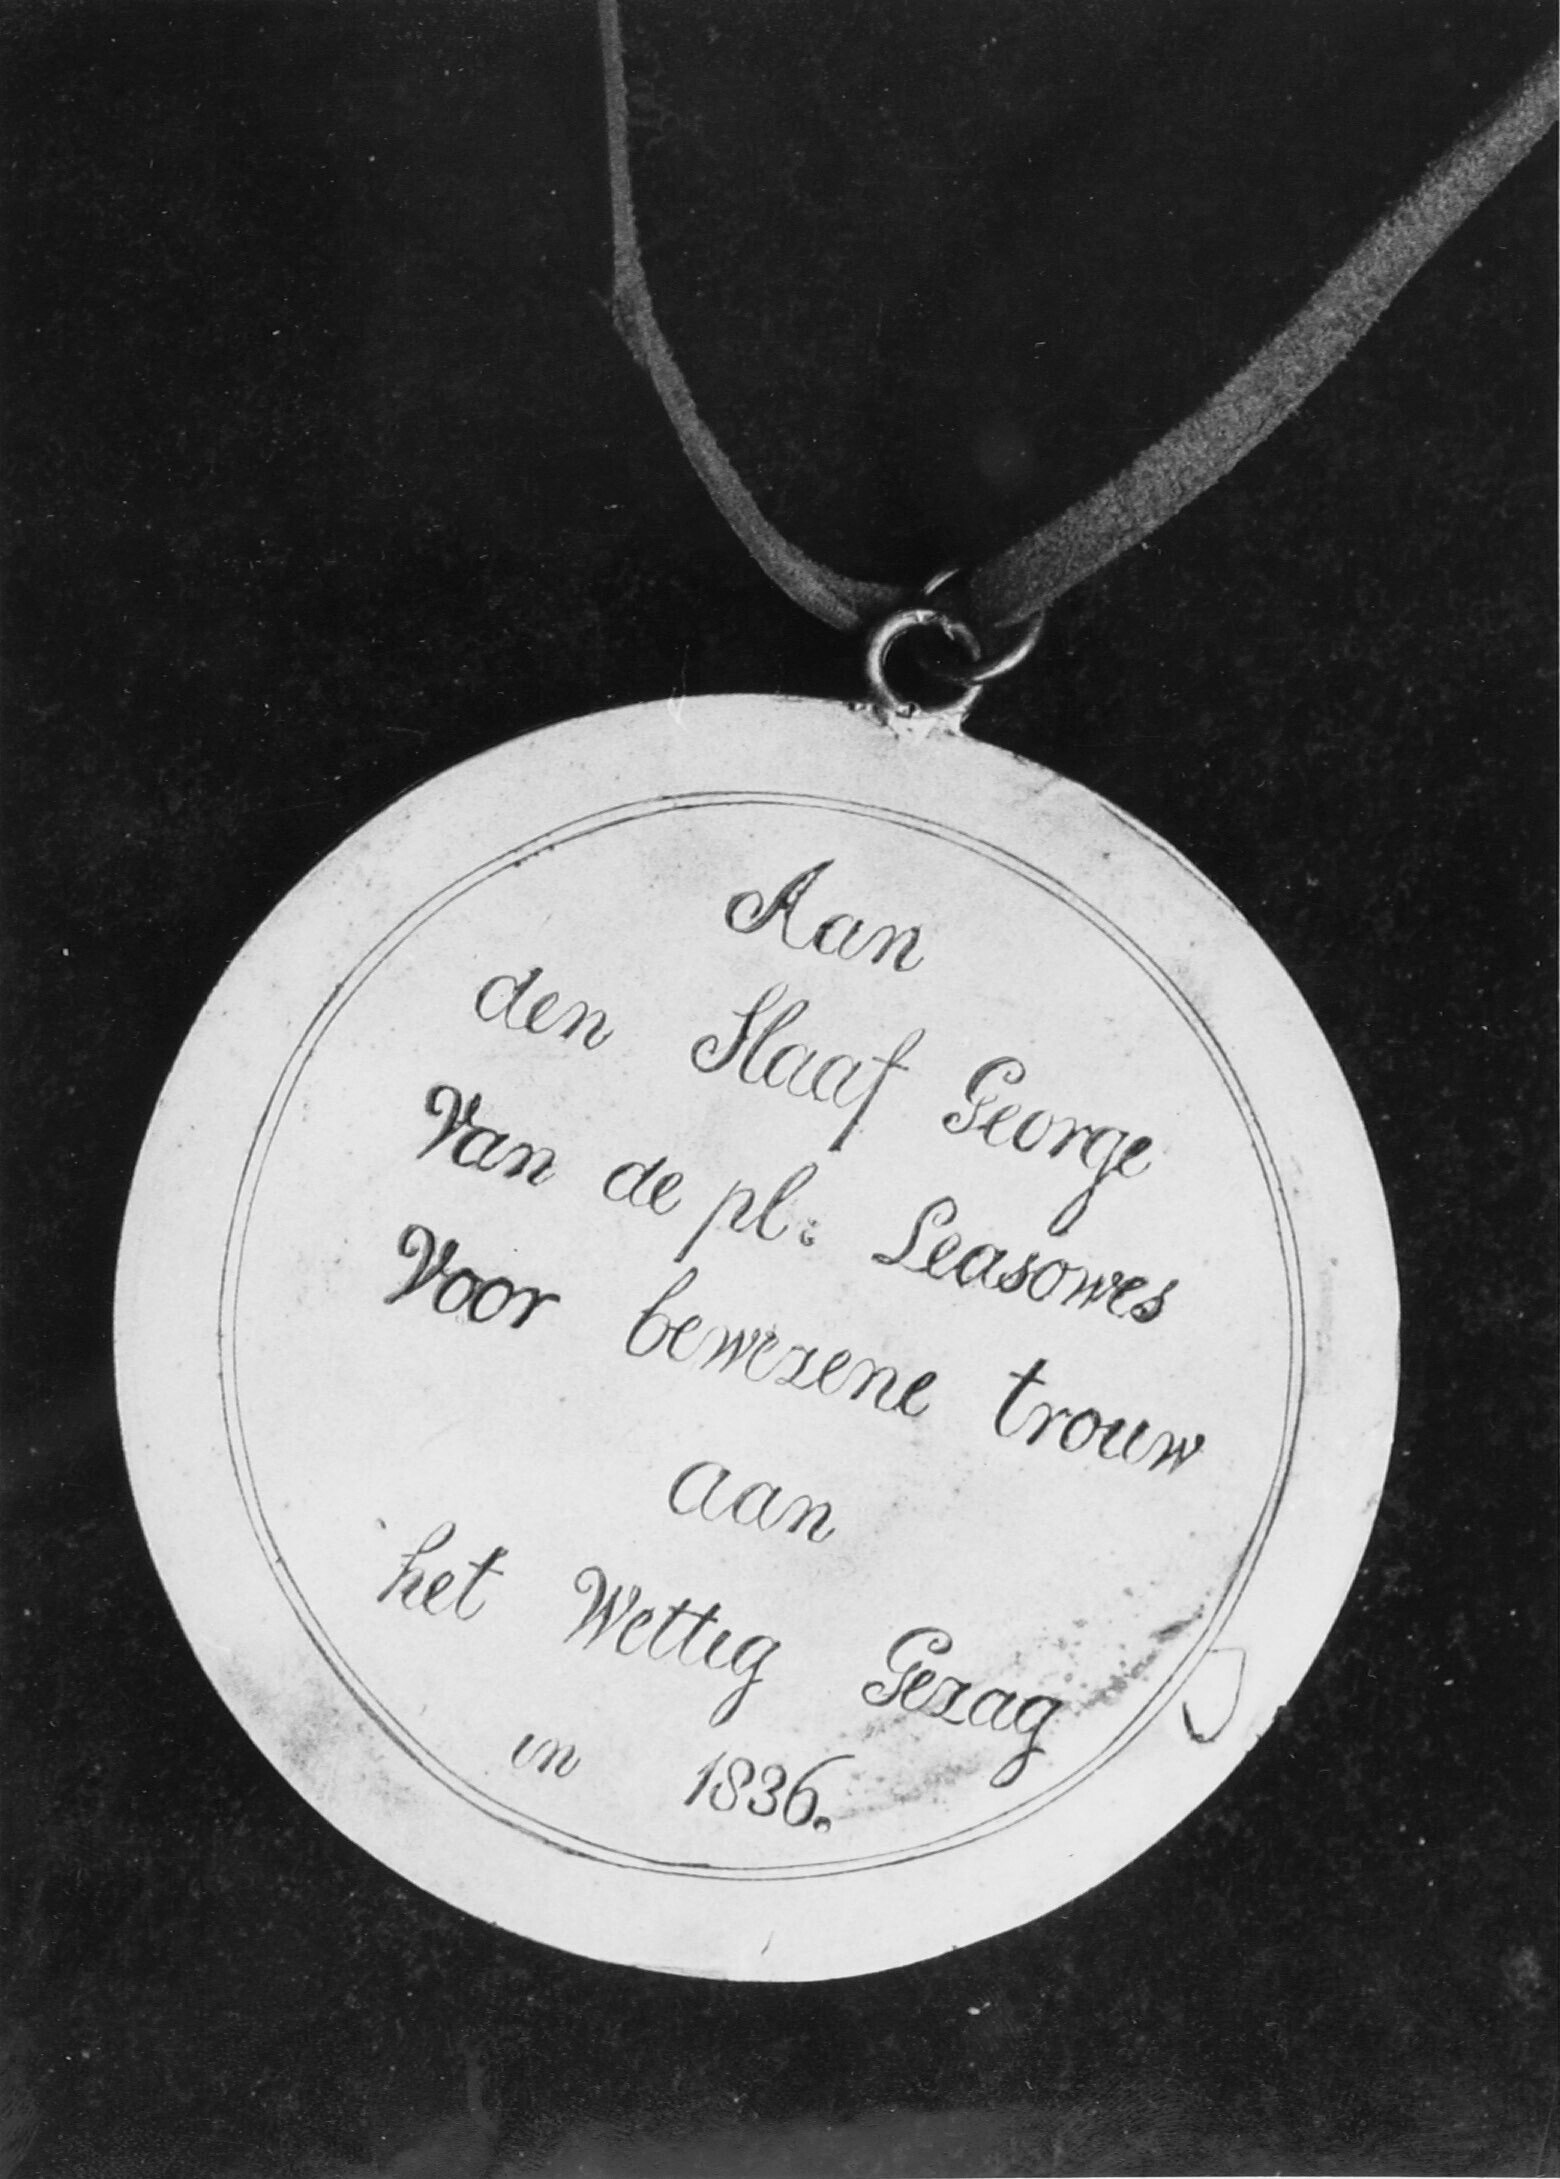 Aan
den Slaaf George
Van de pl: Leasowes
Voor bewezene trouw
aan
het Wettig Gezag
in 1836.